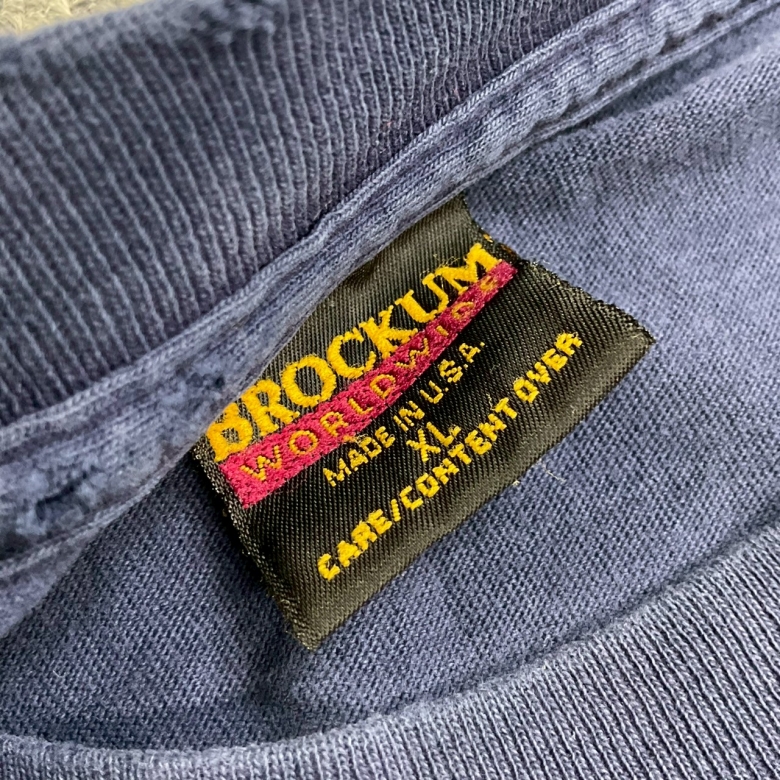 BROCKUM
WORLDWIDE
MADE IN U.S.A.
XL
CARE/CONTENT OVER